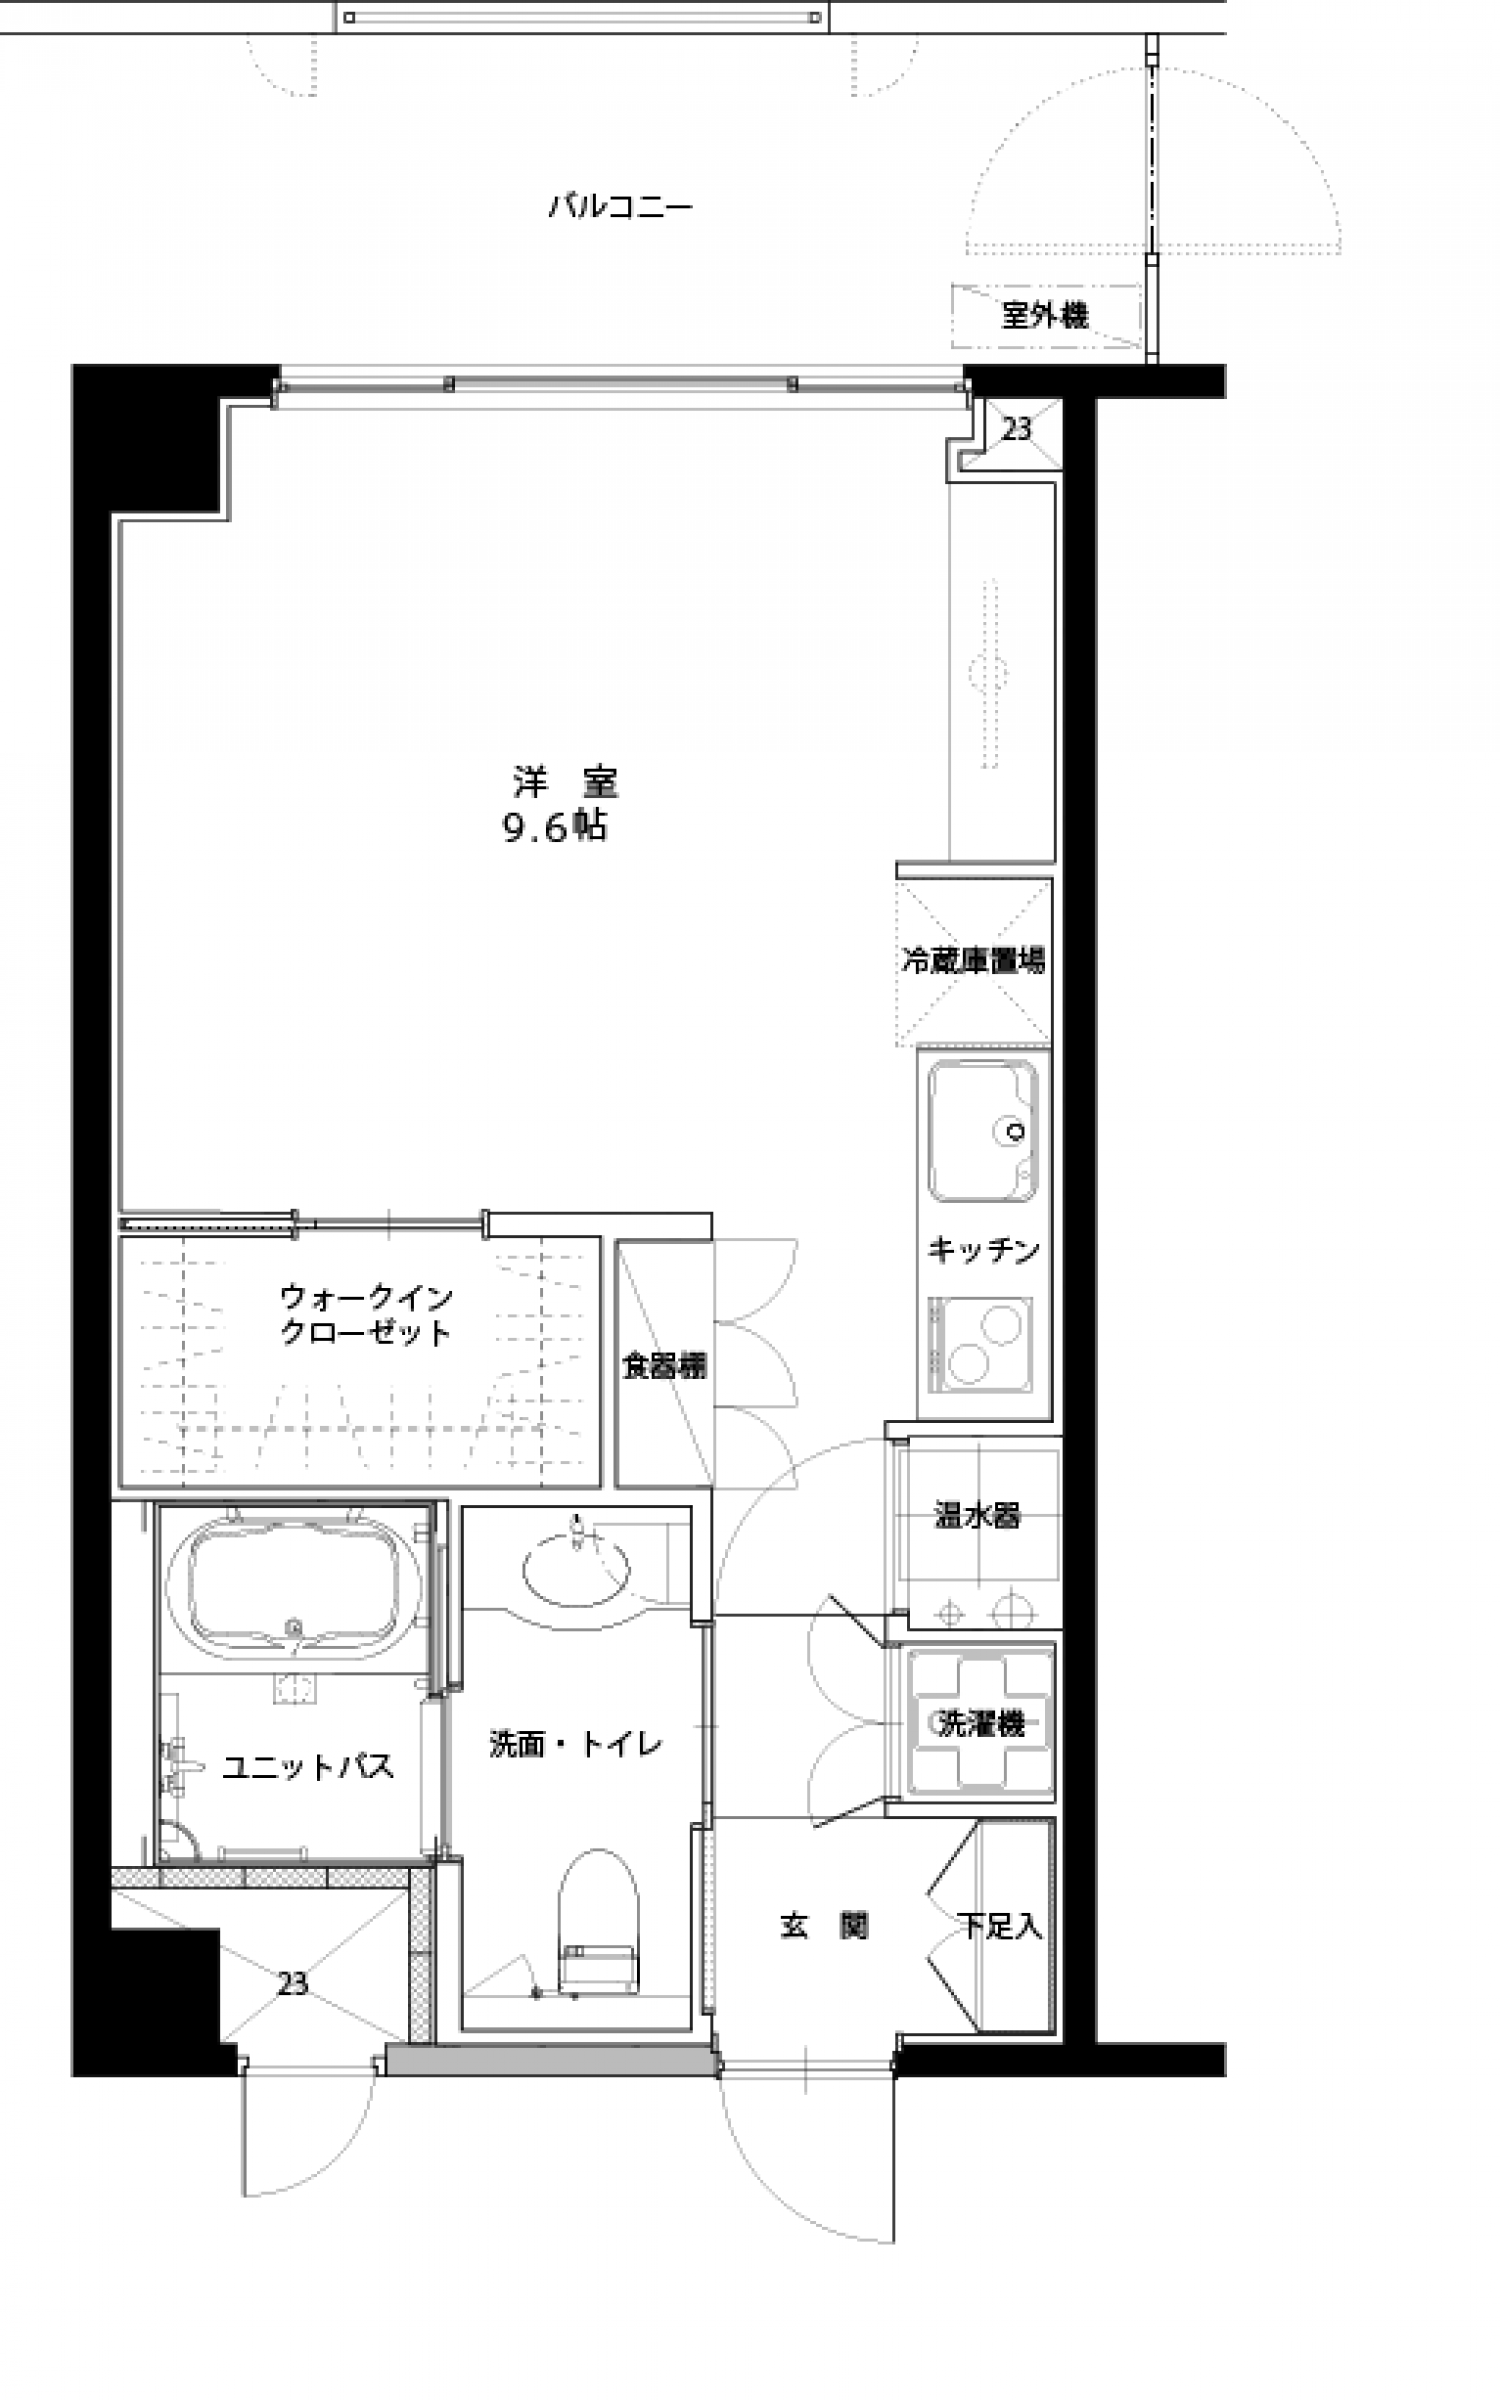 バルコニー
室外機
23
洋　室
9.6帖
冷蔵庫置場
キッチン
ウォークイン
クローゼット
食器棚
温水器
洗濯機
洗面・トイレ
ユニットバス
玄　関
下足入
23